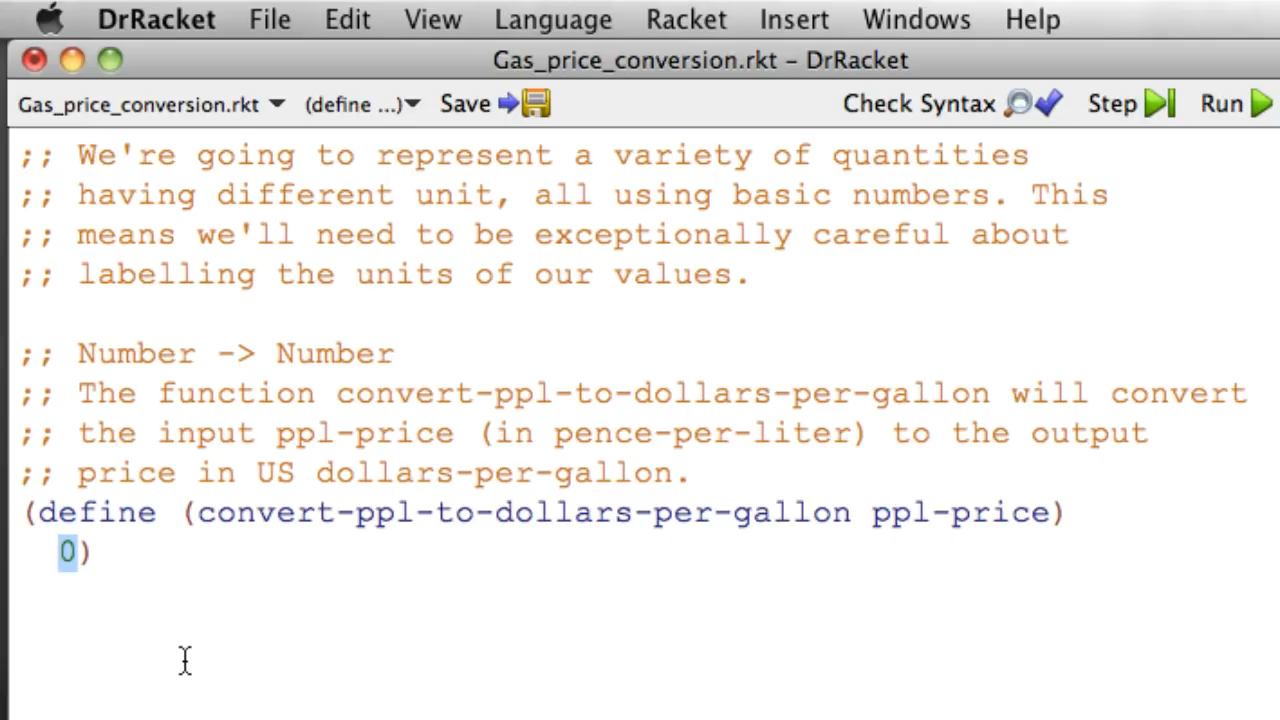 DrRacket File Edit View Language Racket Insert Windows Help
Gas_price_conversion.rkt – DrRacket
Gas_price_conversion.rkt (define ...) Save Check Syntax Step Run
;; We're going to represent a variety of quantities
;; having different unit, all using basic numbers. This
;; means we'll need to be exceptionally careful about
;; labelling the units of our values.
;; Number -> Number
;; The function convert-ppl-to-dollars-per-gallon will convert
;; the input ppl-price (in pence-per-liter) to the output
;; price in US dollars-per-gallon.
(define (convert-ppl-to-dollars-per-gallon ppl-price)
  0)